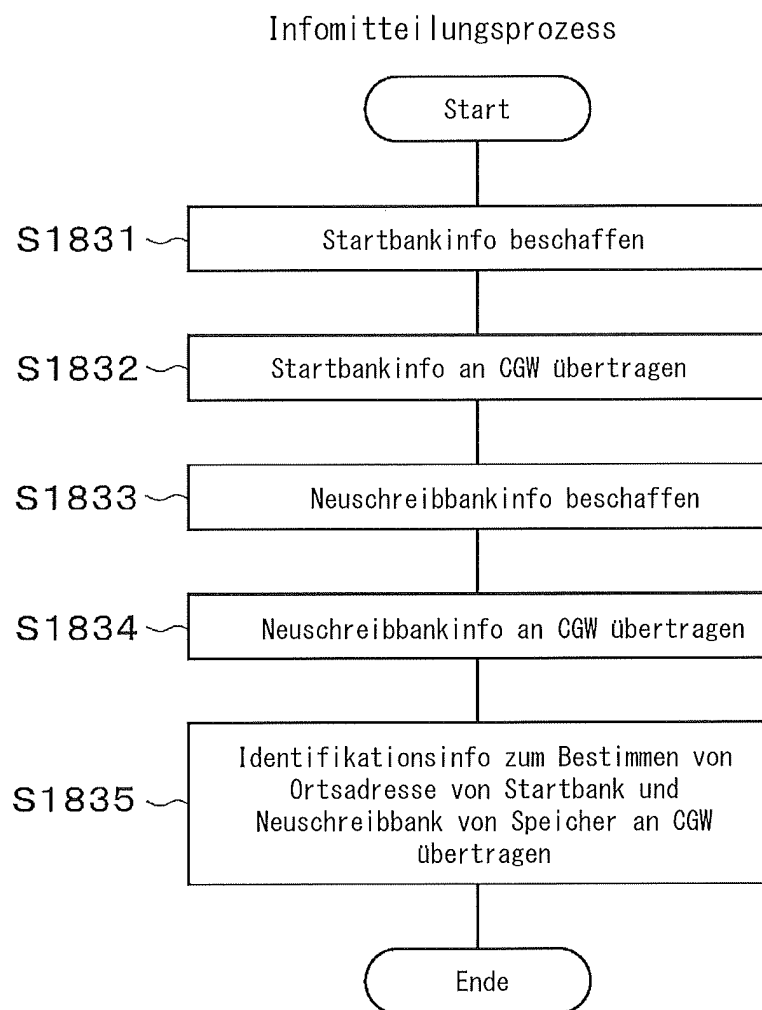 Infomitteilungsprozess
Start
S1831
Startbankinfo beschaffen
S1832
Startbankinfo an CGW übertragen
S1833
Neuschreibbankinfo beschaffen
S1834
Neuschreibbankinfo an CGW übertragen
S1835
Identifikationsinfo zum Bestimmen von
Ortsadresse von Startbank und
Neuschreibbank von Speicher an CGW
übertragen
Ende